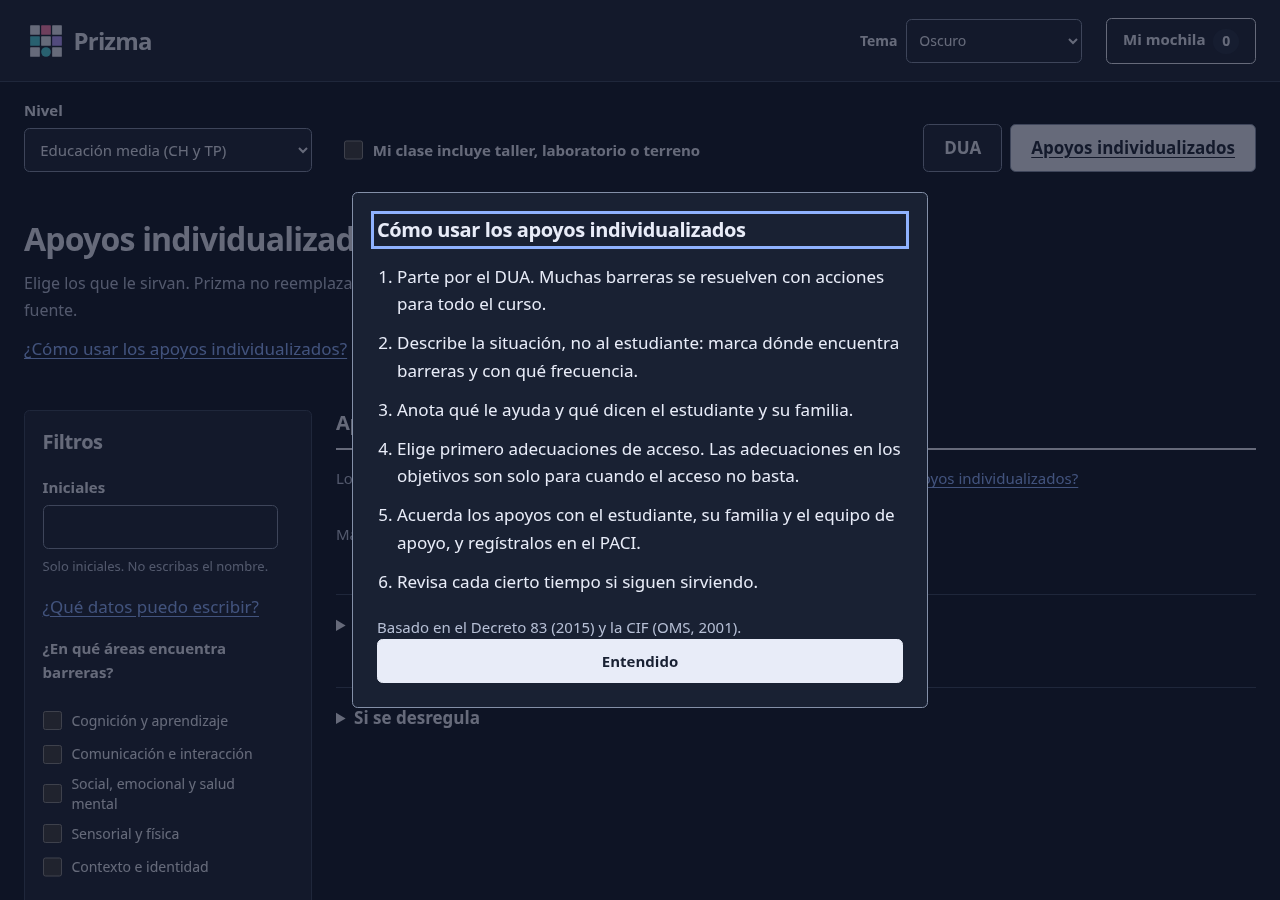 Prizma
Tema
Oscuro
Mi mochila 0
Nivel
Educación media (CH y TP)
Mi clase incluye taller, laboratorio o terreno
DUA
Apoyos individualizados
Apoyos individualizad
Elige los que le sirvan. Prizma no reemplaza
fuente.
¿Cómo usar los apoyos individualizados?
Cómo usar los apoyos individualizados
1. Parte por el DUA. Muchas barreras se resuelven con acciones
para todo el curso.
2. Describe la situación, no al estudiante: marca dónde encuentra
barreras y con qué frecuencia.
3. Anota qué le ayuda y qué dicen el estudiante y su familia.
4. Elige primero adecuaciones de acceso. Las adecuaciones en los
objetivos son solo para cuando el acceso no basta.
5. Acuerda los apoyos con el estudiante, su familia y el equipo de
apoyo, y regístralos en el PACI.
6. Revisa cada cierto tiempo si siguen sirviendo.
Basado en el Decreto 83 (2015) y la CIF (OMS, 2001).
Entendido
Filtros
Iniciales
Solo iniciales. No escribas el nombre.
¿Qué datos puedo escribir?
¿En qué áreas encuentra
barreras?
Cognición y aprendizaje
Comunicación e interacción
Social, emocional y salud
mental
Sensorial y física
Contexto e identidad
individualizados?
Si se desregula